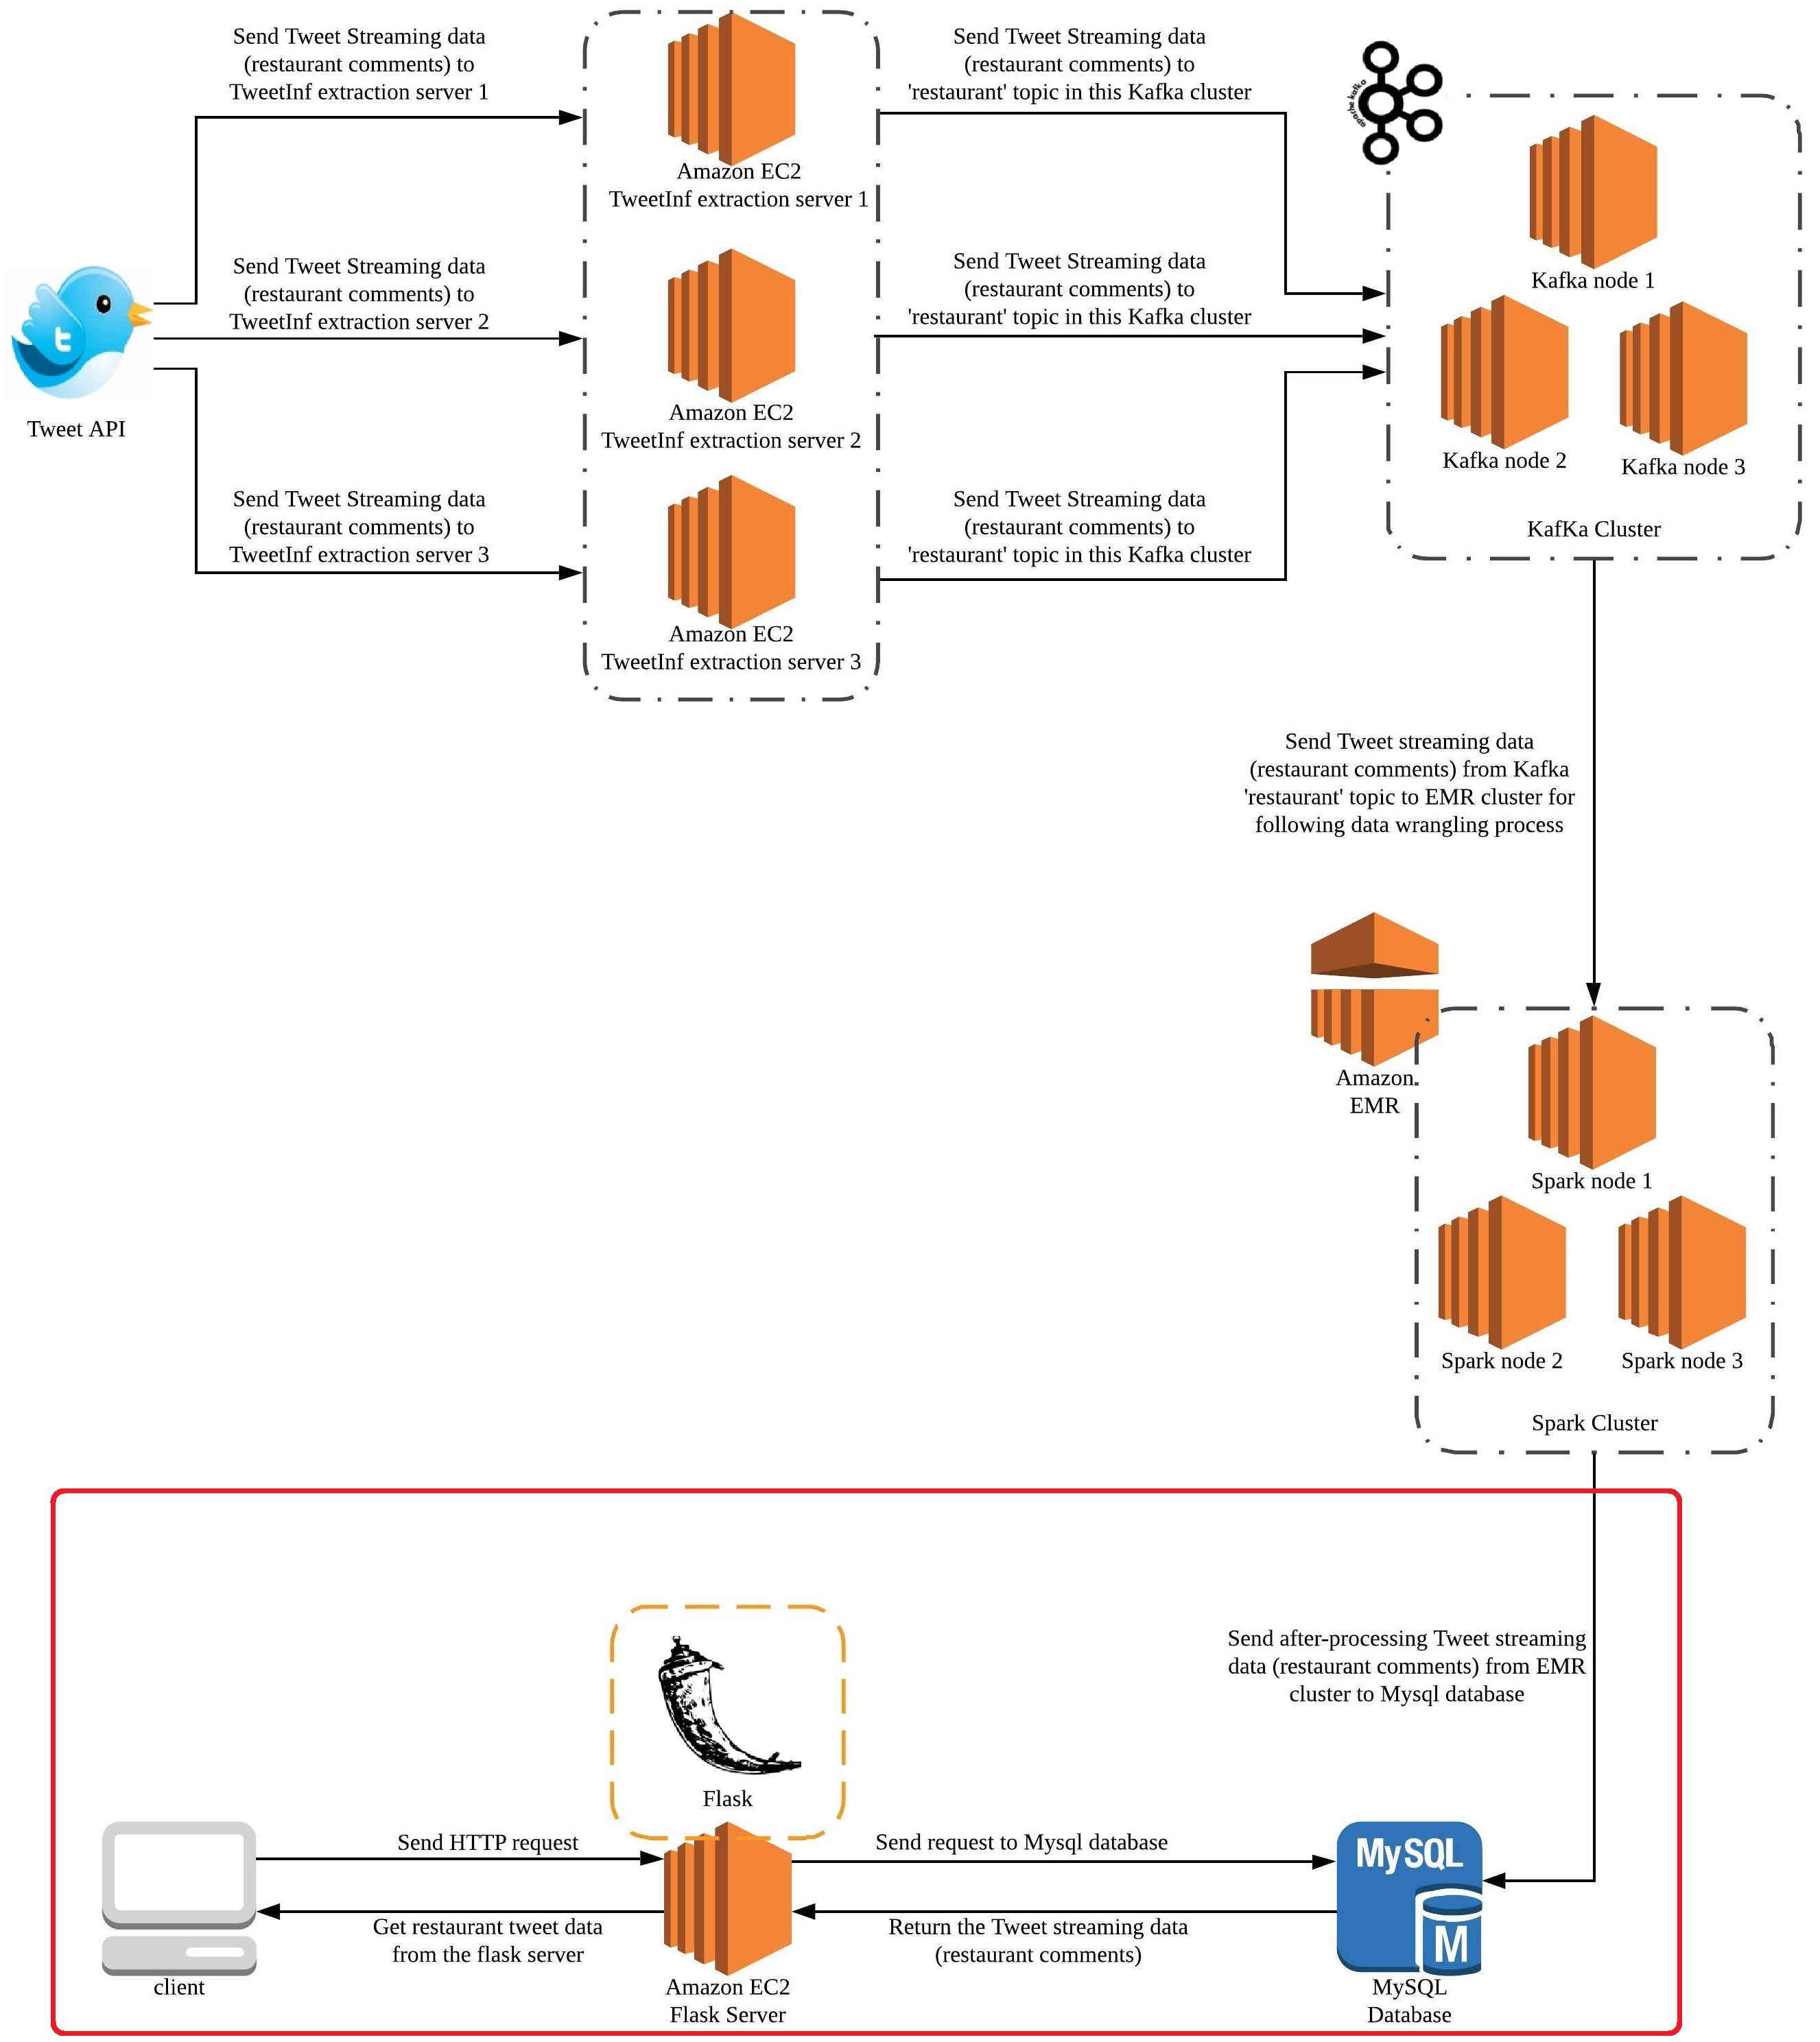 Send Tweet Streaming data
(restaurant comments) to
TweetInf extraction server 1
Send Tweet Streaming data
(restaurant comments) to
'restaurant' topic in this Kafka cluster
apache kafka
Amazon EC2
TweetInf extraction server 1
Send Tweet Streaming data
(restaurant comments) to
TweetInf extraction server 2
Send Tweet Streaming data
(restaurant comments) to
'restaurant' topic in this Kafka cluster
Kafka node 1
t
Tweet API
Amazon EC2
TweetInf extraction server 2
Kafka node 2
Kafka node 3
Send Tweet Streaming data
(restaurant comments) to
TweetInf extraction server 3
Send Tweet Streaming data
(restaurant comments) to
'restaurant' topic in this Kafka cluster
KafKa Cluster
Amazon EC2
TweetInf extraction server 3
Send Tweet streaming data
(restaurant comments) from Kafka
'restaurant' topic to EMR cluster for
following data wrangling process
Amazon
EMR
Spark node 1
Spark node 2
Spark node 3
Spark Cluster
Send after-processing Tweet streaming
data (restaurant comments) from EMR
cluster to Mysql database
Flask
Send HTTP request
Send request to Mysql database
MySQL
M
Get restaurant tweet data
from the flask server
Return the Tweet streaming data
(restaurant comments)
client
Amazon EC2
Flask Server
MySQL
Database